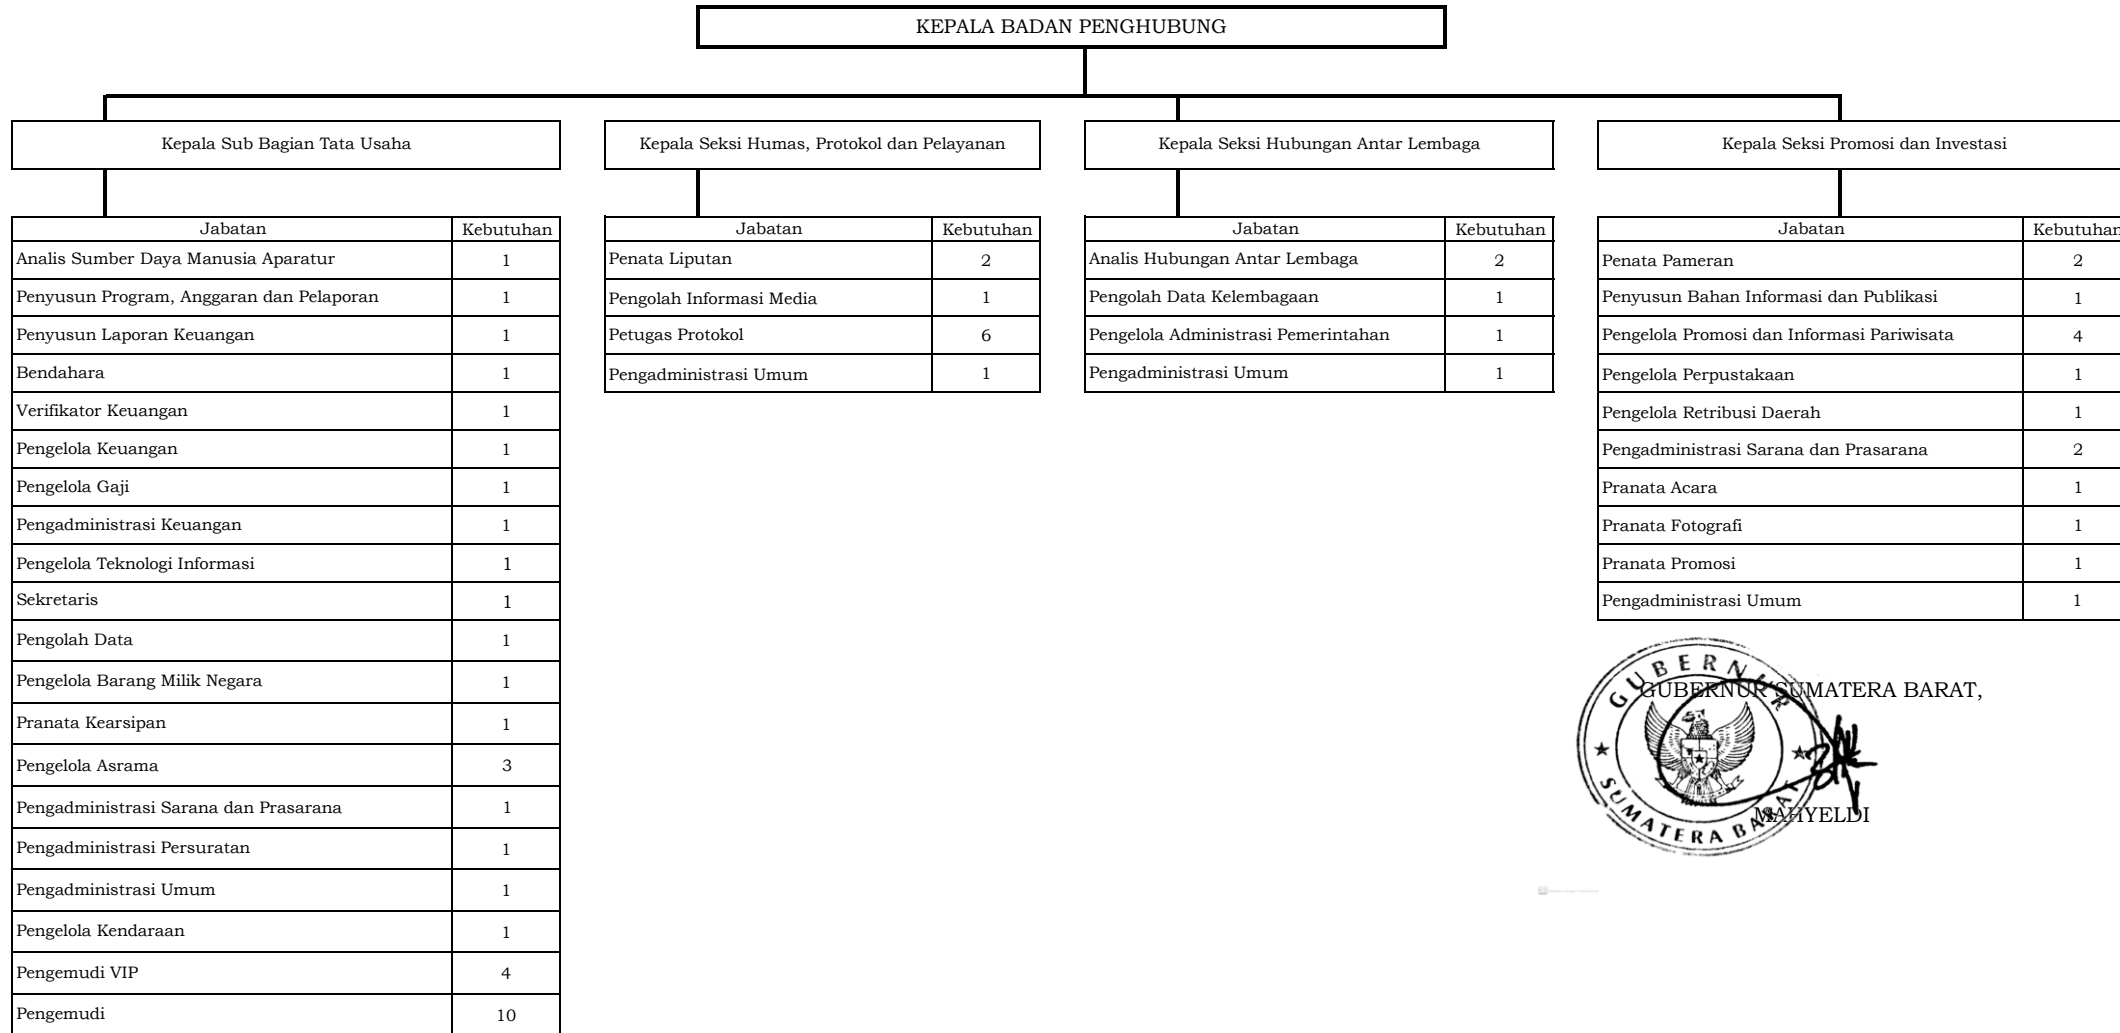 KEPALA BADAN PENGHUBUNG
Kepala Sub Bagian Tata Usaha
Jabatan Kebutuhan
Analis Sumber Daya Manusia Aparatur 1
Penyusun Program, Anggaran dan Pelaporan 1
Penyusun Laporan Keuangan 1
Bendahara 1
Verifikator Keuangan 1
Pengelola Keuangan 1
Pengelola Gaji 1
Pengadministrasi Keuangan 1
Pengelola Teknologi Informasi 1
Sekretaris 1
Pengolah Data 1
Pengelola Barang Milik Negara 1
Pranata Kearsipan 1
Pengelola Asrama 3
Pengadministrasi Sarana dan Prasarana 1
Pengadministrasi Persuratan 1
Pengadministrasi Umum 1
Pengelola Kendaraan 1
Pengemudi VIP 4
Pengemudi 10
Kepala Seksi Humas, Protokol dan Pelayanan
Jabatan Kebutuhan
Penata Liputan 2
Pengolah Informasi Media 1
Petugas Protokol 6
Pengadministrasi Umum 1
Kepala Seksi Hubungan Antar Lembaga
Jabatan Kebutuhan
Analis Hubungan Antar Lembaga 2
Pengolah Data Kelembagaan 1
Pengelola Administrasi Pemerintahan 1
Pengadministrasi Umum 1
Kepala Seksi Promosi dan Investasi
Jabatan Kebutuhan
Penata Pameran 2
Penyusun Bahan Informasi dan Publikasi 1
Pengelola Promosi dan Informasi Pariwisata 4
Pengelola Perpustakaan 1
Pengelola Retribusi Daerah 1
Pengadministrasi Sarana dan Prasarana 2
Pranata Acara 1
Pranata Fotografi 1
Pranata Promosi 1
Pengadministrasi Umum 1
GUBERNUR SUMATERA BARAT,
GUBERNUR
SUMATERA BARAT
MAHYELDI